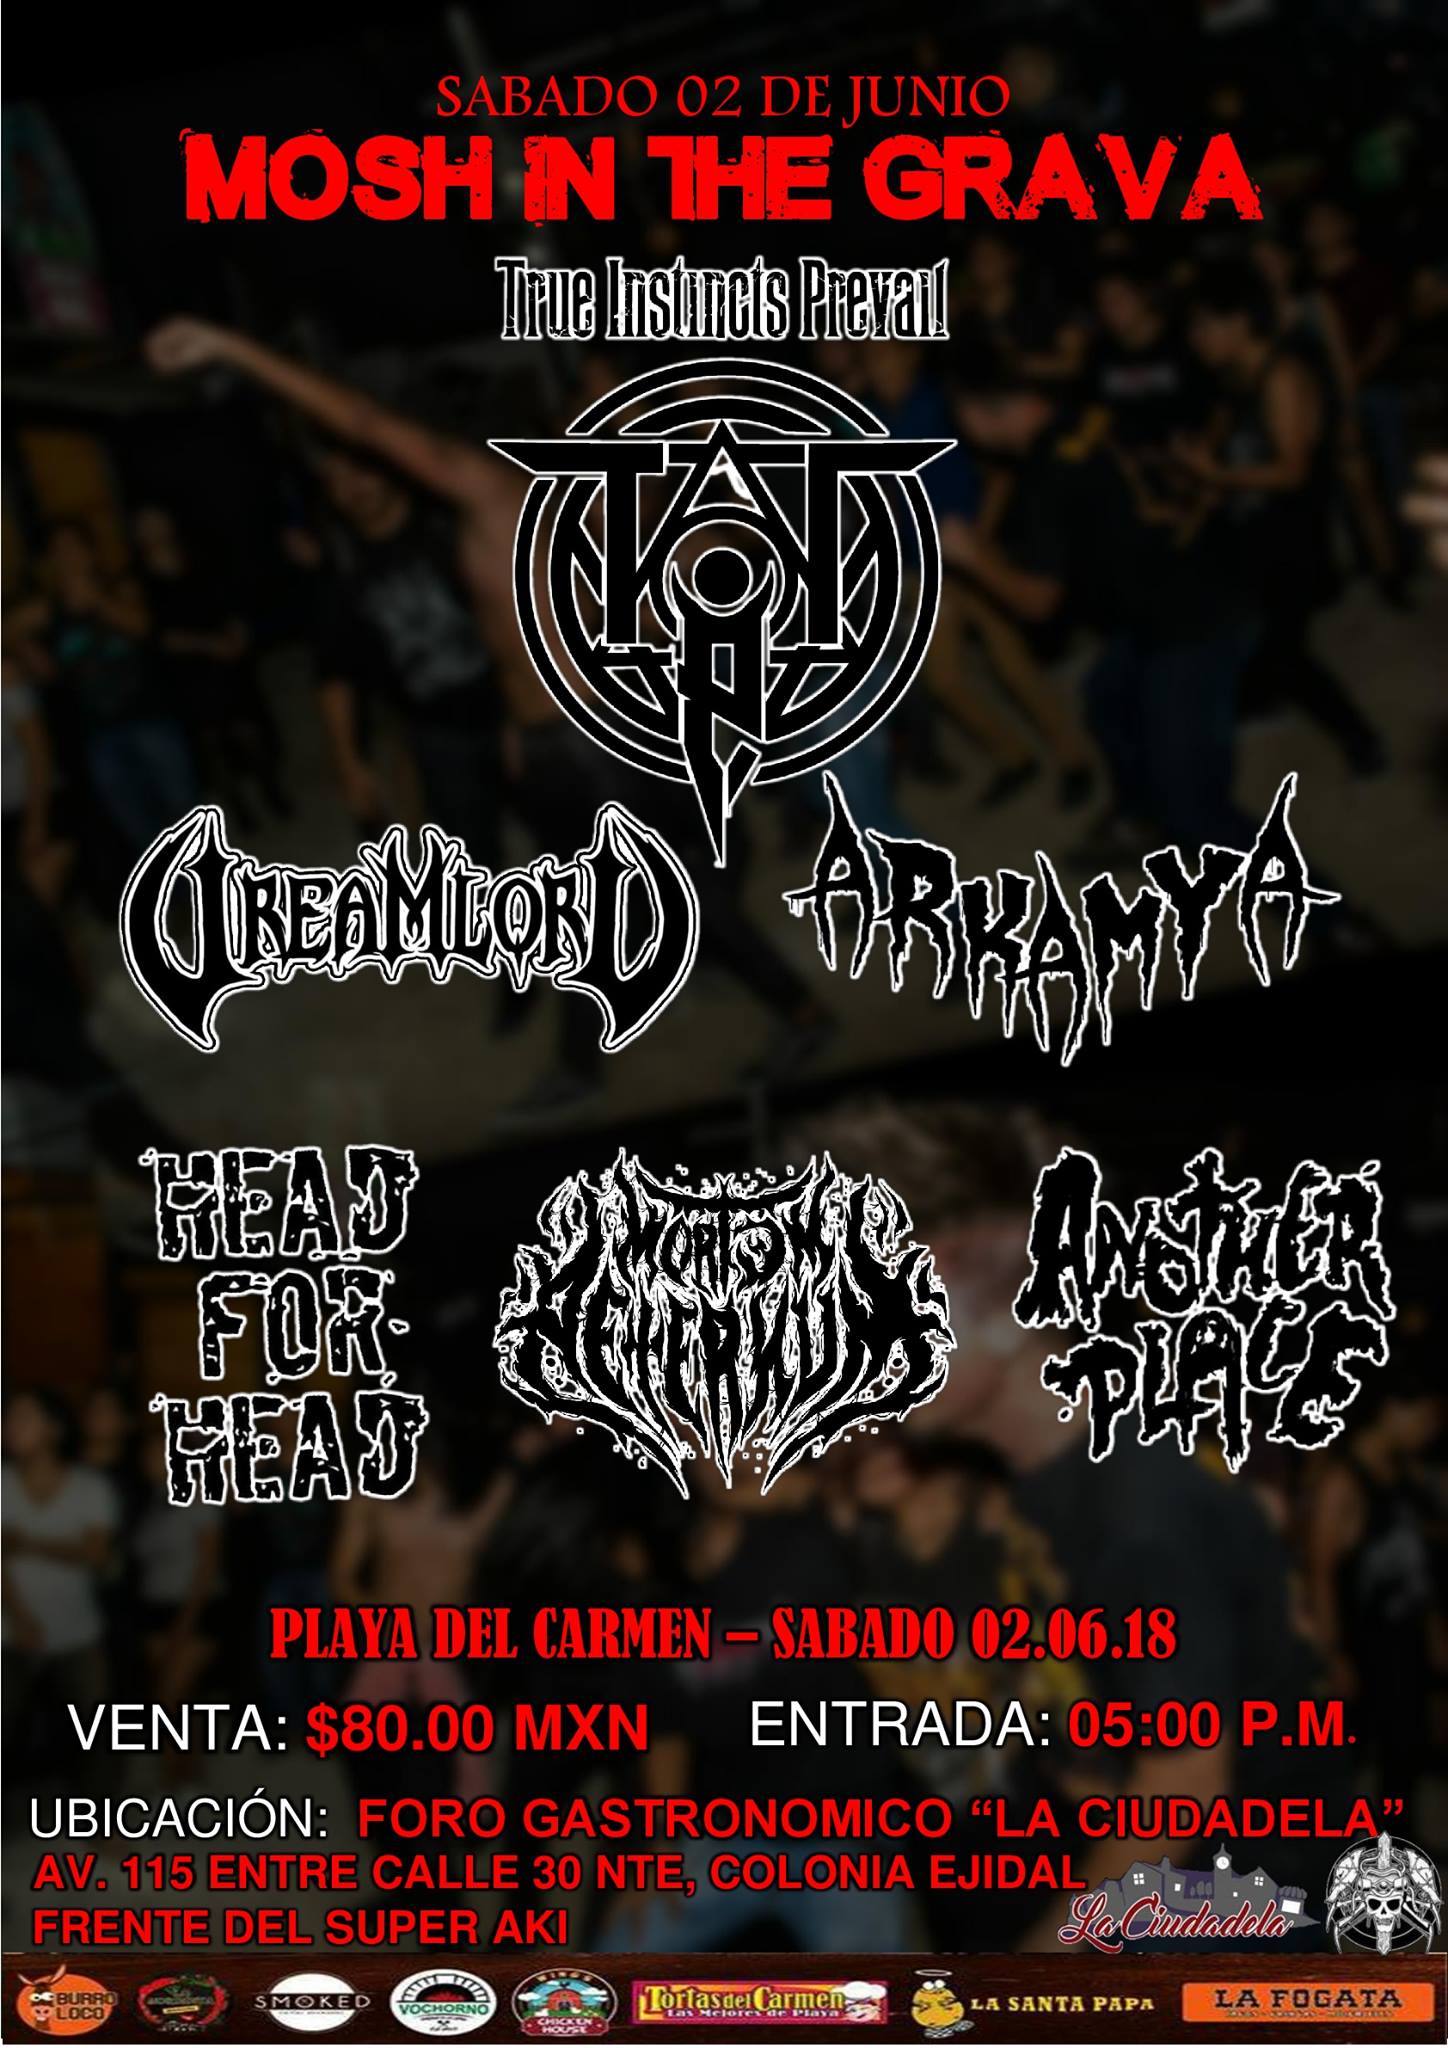 SABADO 02 DE JUNIO
MOSH IN THE GRAVA
True Instincts Prevail
DREAMLORD
ARKAMYA
HEAD
FOR
HEAD
ANOTHER
PLACE
PLAYA DEL CARMEN – SABADO 02.06.18
VENTA: $80.00 MXN
ENTRADA: 05:00 P.M.
UBICACIÓN: FORO GASTRONOMICO “LA CIUDADELA”
AV. 115 ENTRE CALLE 30 NTE, COLONIA EJIDAL
FRENTE DEL SUPER AKI
La Ciudadela
BURRO
LOCO
SMOKED
VOCHORNO
CHICKEN
HOUSE
Tortas del Carmen
Las Mejores de Playa
LA SANTA PAPA
LA FOGATA